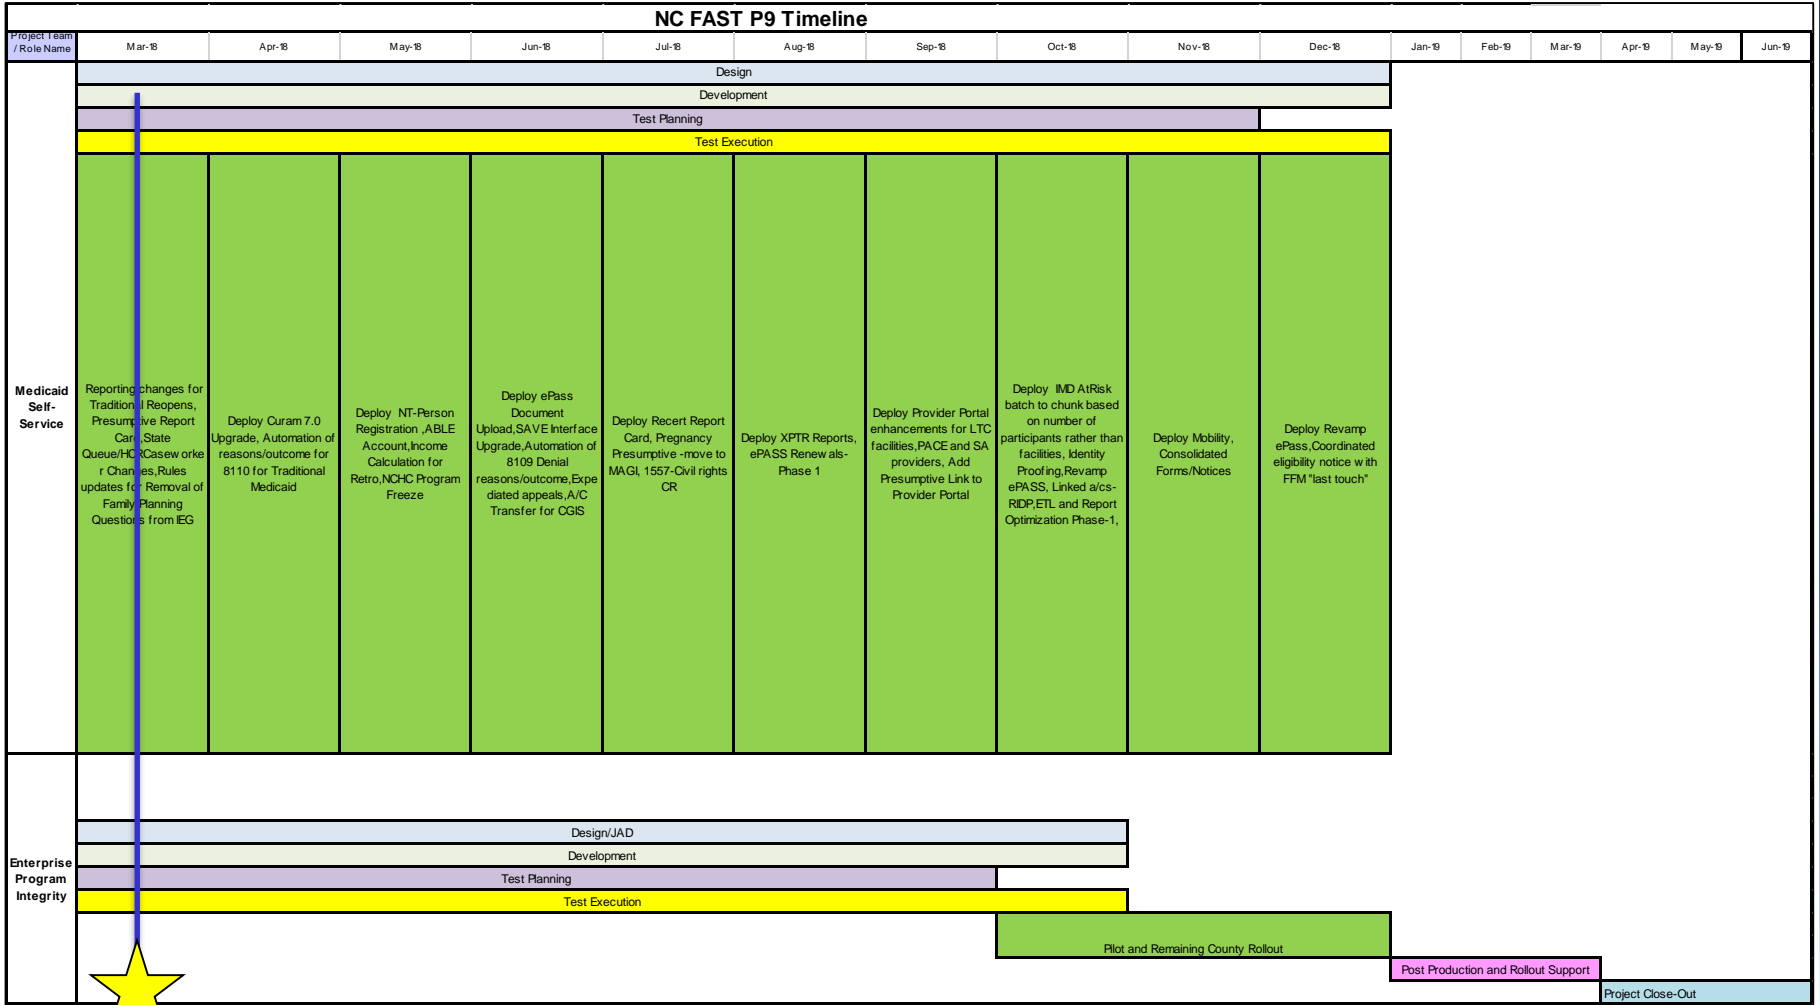 NC FAST P9 Timeline
Project Team
/ Role Name
Mar-18
Apr-18
May-18
Jun-18
Jul-18
Aug-18
Sep-18
Oct-18
Nov-18
Dec-18
Jan-19
Feb-19
Mar-19
Apr-19
May-19
Jun-19
Medicaid
Self-
Service
Design
Development
Test Planning
Test Execution
Reporting changes for
Traditional Reopens,
Presumptive Report
Card,State
Queue/HCRCasew orke
r Changes,Rules
updates for Removal of
Family Planning
Questions from IEG
Deploy Curam 7.0
Upgrade, Automation of
reasons/outcome for
8110 for Traditional
Medicaid
Deploy NT-Person
Registration ,ABLE
Account,Income
Calculation for
Retro,NCHC Program
Freeze
Deploy ePass
Document
Upload,SAVE Interface
Upgrade,Automation of
8109 Denial
reasons/outcome,Expe
diated appeals,A/C
Transfer for CGIS
Deploy Recert Report
Card, Pregnancy
Presumptive -move to
MAGI, 1557-Civil rights
CR
Deploy XPTR Reports,
ePASS Renewals-
Phase 1
Deploy Provider Portal
enhancements for LTC
facilities,PACE and SA
providers, Add
Presumptive Link to
Provider Portal
Deploy IMD AtRisk
batch to chunk based
on number of
participants rather than
facilities, Identity
Proofing,Revamp
ePASS, Linked a/cs-
RIDP,ETL and Report
Optimization Phase-1,
Deploy Mobility,
Consolidated
Forms/Notices
Deploy Revamp
ePass,Coordinated
eligibility notice with
FFM "last touch"
Enterprise
Program
Integrity
Design/JAD
Development
Test Planning
Test Execution
Pilot and Remaining County Rollout
Post Production and Rollout Support
Project Close-Out